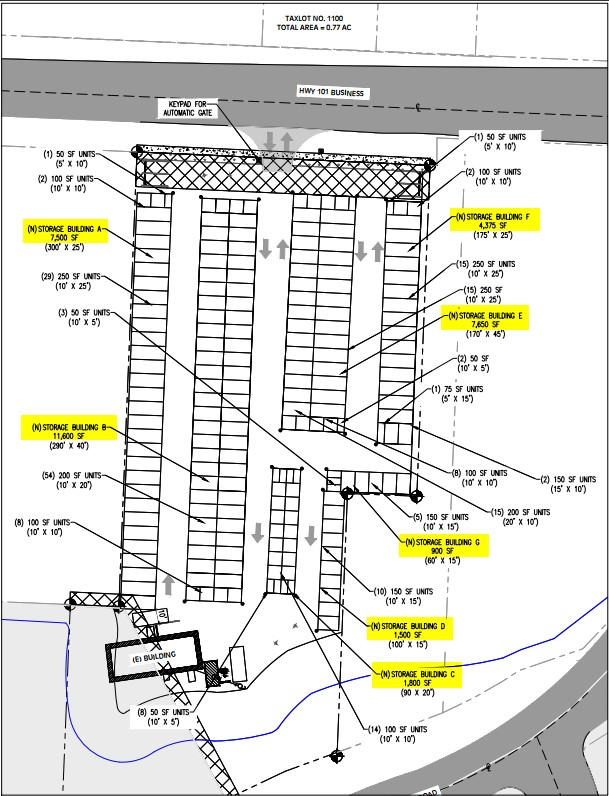 TAXLOT NO. 1100
TOTAL AREA = 0.77 AC
HWY 101 BUSINESS
KEYPAD FOR
AUTOMATIC GATE
(1) 50 SF UNITS
(5' X 10')
(2) 100 SF UNITS
(10' X 10')
(N) STORAGE BUILDING A
7,500 SF
(300' X 25')
(29) 250 SF UNITS
(10' X 25')
(3) 50 SF UNITS
(10' X 5')
(N) STORAGE BUILDING B
11,600 SF
(290' X 40')
(54) 200 SF UNITS
(10' X 20')
(8) 100 SF UNITS
(10' X 10')
(E) BUILDING
(8) 50 SF UNITS
(10' X 5')
(1) 50 SF UNITS
(5' X 10')
(2) 100 SF UNITS
(10' X 10')
(N) STORAGE BUILDING F
4,375 SF
(175' X 25')
(15) 250 SF UNITS
(10' X 25')
(15) 250 SF
(10' X 25')
(N) STORAGE BUILDING E
7,650 SF
(170' X 45')
(2) 50 SF
(10' X 5')
(1) 75 SF UNITS
(5' X 15')
(8) 100 SF UNITS
(10' X 10')
(2) 150 SF UNITS
(15' X 10')
(15) 200 SF UNITS
(20' X 10')
(5) 150 SF UNITS
(10' X 15')
(N) STORAGE BUILDING G
900 SF
(60' X 15')
(10) 150 SF UNITS
(10' X 15')
(N) STORAGE BUILDING D
1,500 SF
(100' X 15')
(N) STORAGE BUILDING C
1,800 SF
(90 X 20')
(14) 100 SF UNITS
(10' X 10')